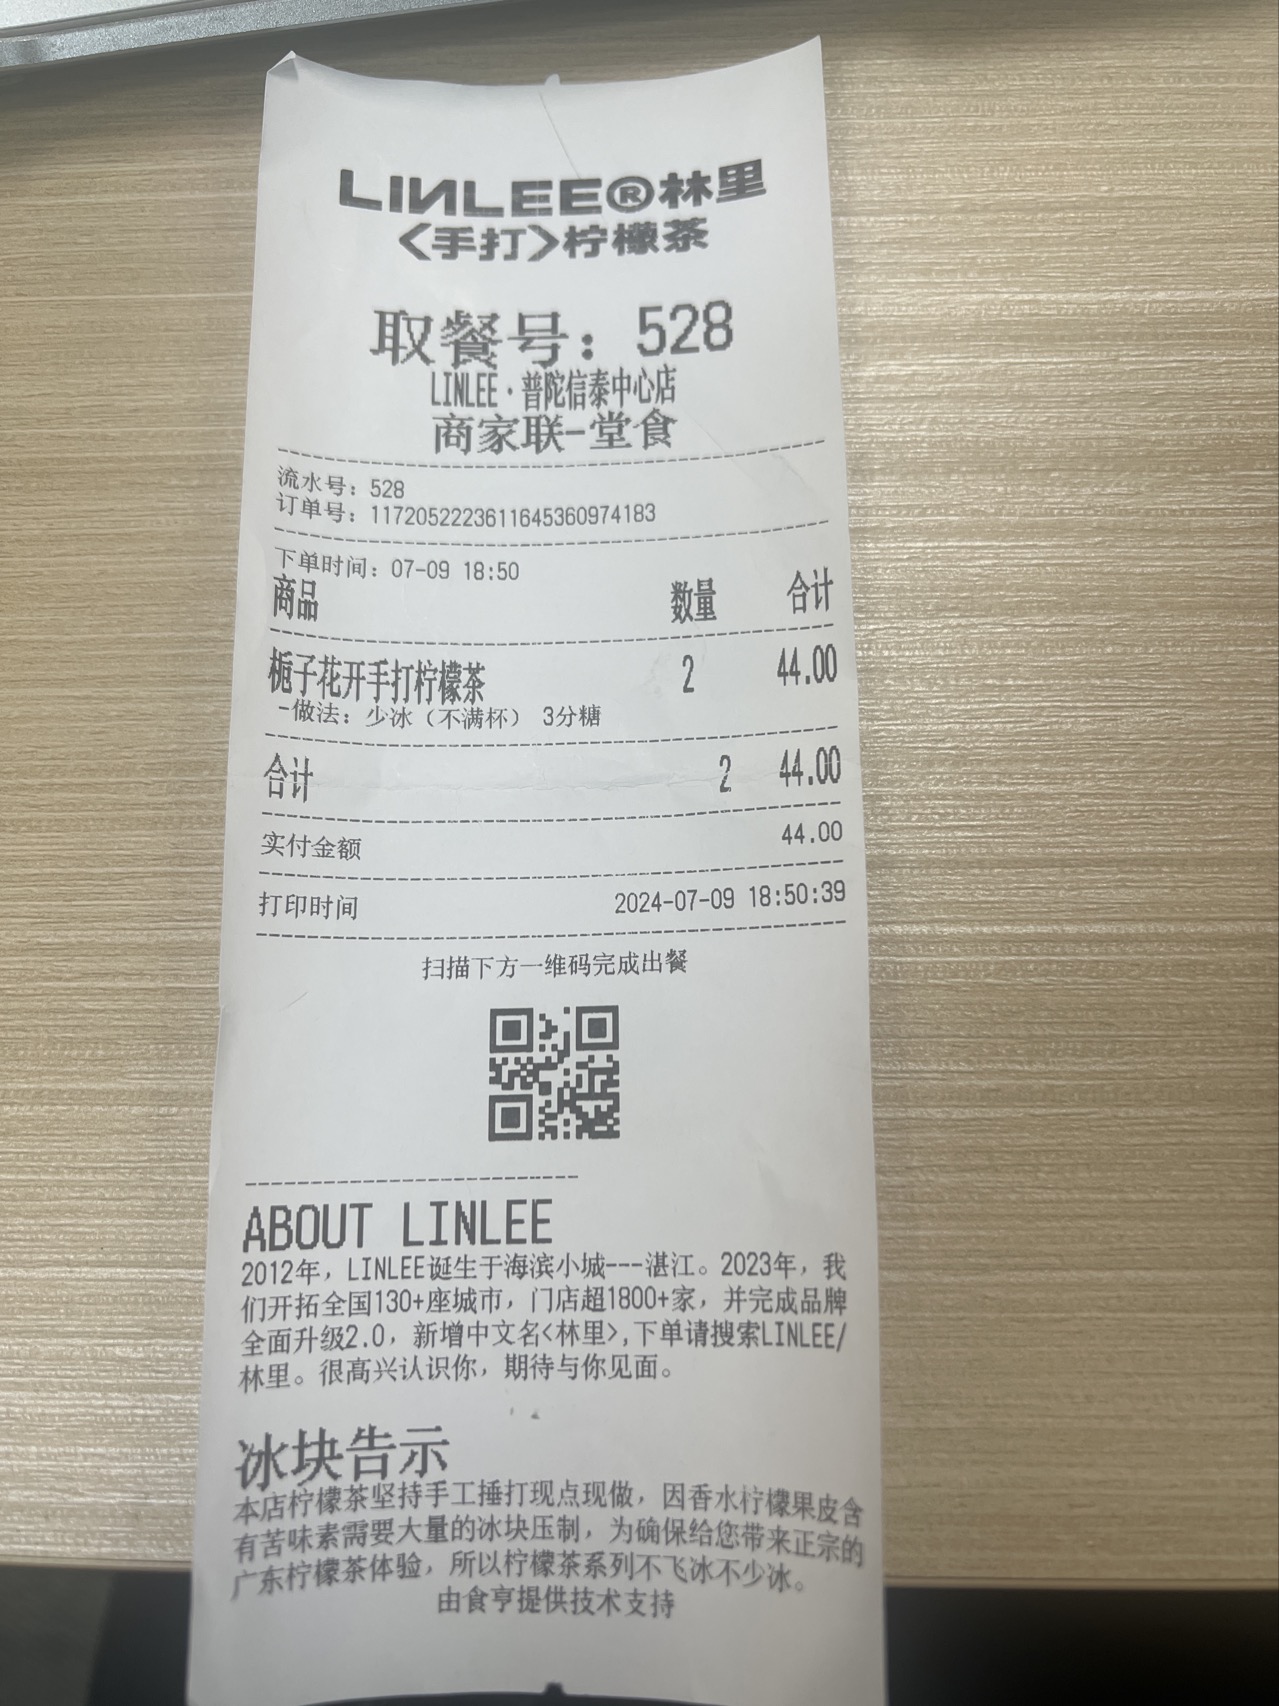 LINLEE®林里
<手打>柠檬茶
取餐号：528
LINLEE·普陀信泰中心店
商家联-堂食
流水号：528
订单号：1172052223611645360974183
下单时间：07-09 18:50
商品 数量 合计
栀子花开手打柠檬茶 2 44.00
-做法：少冰（不满杯） 3分糖
合计 2 44.00
实付金额 44.00
打印时间 2024-07-09 18:50:39
扫描下方一维码完成出餐
ABOUT LINLEE
2012年，LINLEE诞生于海滨小城---湛江。2023年，我
们开拓全国130+座城市，门店超1800+家，并完成品牌
全面升级2.0，新增中文名<林里>,下单请搜索LINLEE/
林里。很高兴认识你，期待与你见面。
冰块告示
本店柠檬茶坚持手工捶打现点现做，因香水柠檬果皮含
有苦味素需要大量的冰块压制，为确保给您带来正宗的
广东柠檬茶体验，所以柠檬茶系列不飞冰不少冰。
由食亨提供技术支持